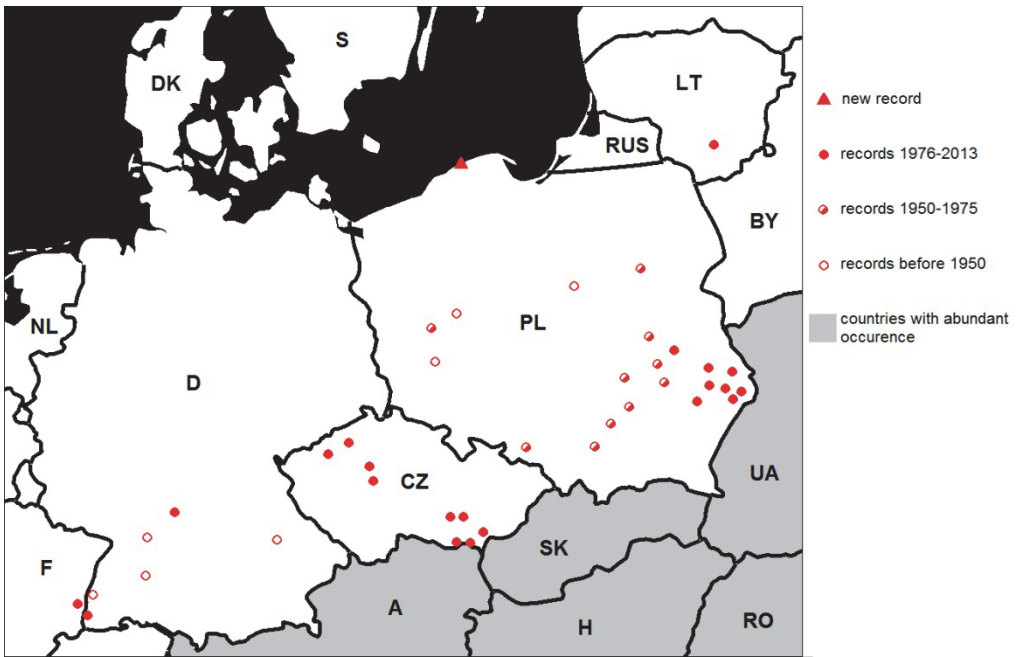 S
DK
LT
RUS
BY
NL
PL
D
CZ
UA
SK
F
A
H
RO
new record
records 1976-2013
records 1950-1975
records before 1950
countries with abundant
occurence